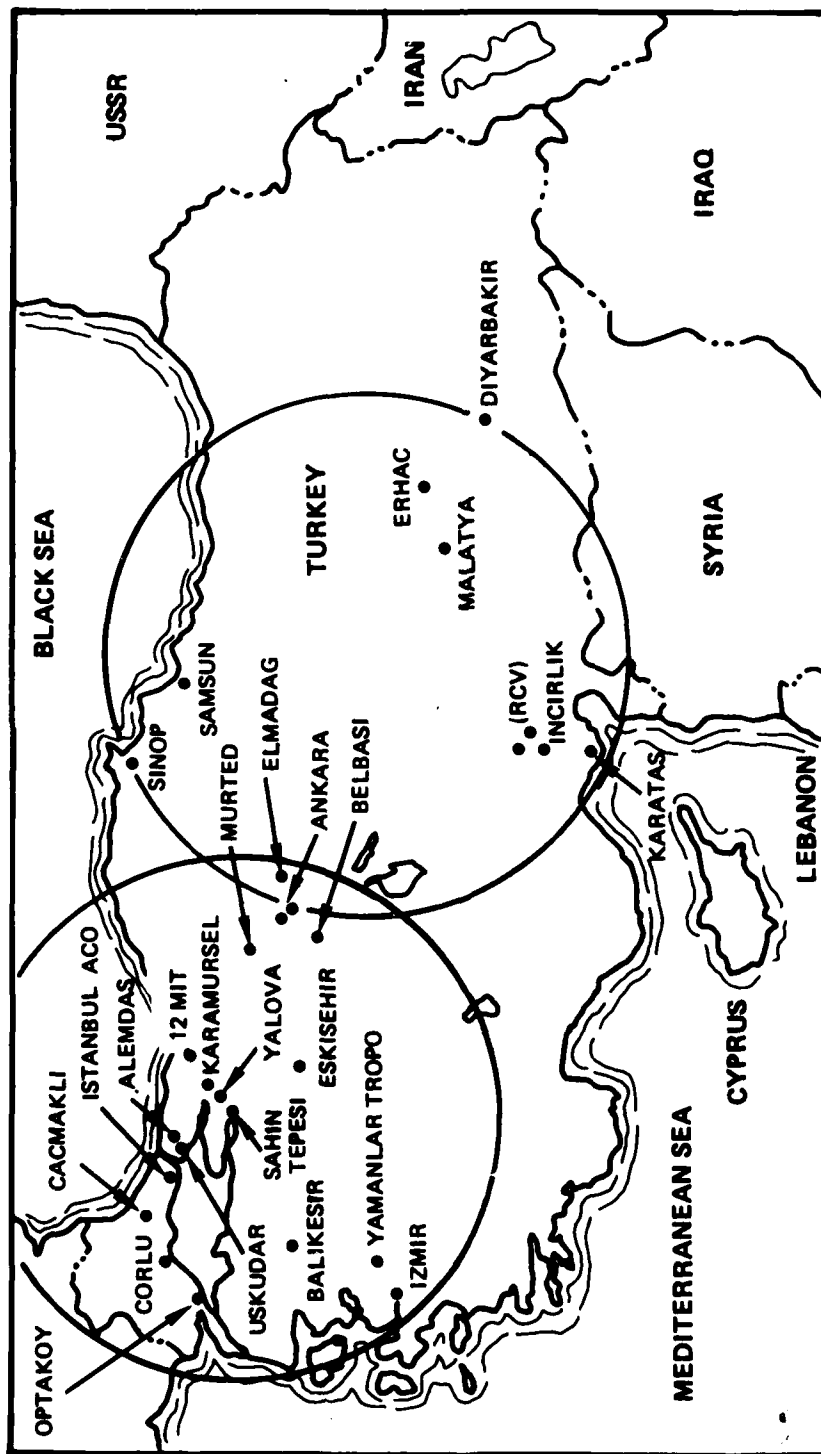 BLACK SEA
USSR
OPTAKOY
CACMAKLI
ISTANBUL ACO
ALEMDAS
12 MIT
KARAMURSEL
YALOVA
CORLU
USKUDAR
SAHIN
TEPESI
SINOP
SAMSUN
MURTED
ELMADAG
ANKARA
BELBASI
ESKISEHIR
BALIKESIR
YAMANLAR TROPO
IZMIR
TURKEY
ERHAC
MALATYA
DIYARBAKIR
IRAN
(RCV)
INCIRLIK
KARATAS
MEDITERRANEAN SEA
CYPRUS
LEBANON
SYRIA
IRAQ